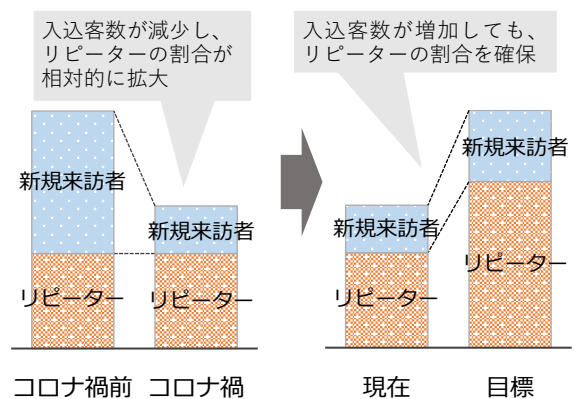 入込客数が減少し、
リピーターの割合が
相対的に拡大
入込客数が増加しても、
リピーターの割合を確保
新規来訪者
新規来訪者
リピーター
リピーター
コロナ禍前
コロナ禍
新規来訪者
新規来訪者
リピーター
リピーター
現在
目標